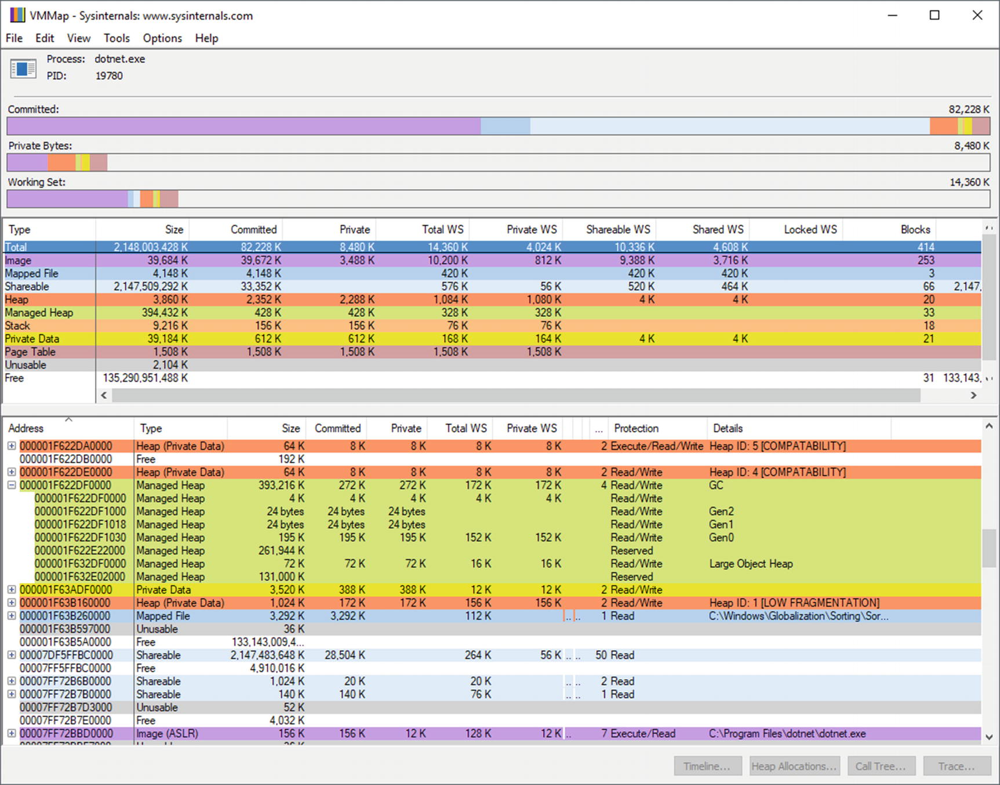 VMMap - Sysinternals: www.sysinternals.com
File Edit View Tools Options Help
Process: dotnet.exe
PID: 19780
Committed: 82,228 K
Private Bytes: 8,480 K
Working Set: 14,360 K
Type Size Committed Private Total WS Private WS Shareable WS Shared WS Locked WS Blocks
Total 2,148,003,428 K 82,228 K 8,480 K 14,360 K 4,024 K 10,336 K 4,608 K 414
Image 39,684 K 39,672 K 3,488 K 10,200 K 812 K 9,388 K 3,716 K 253
Mapped File 4,148 K 4,148 K 420 K 420 K 420 K 3
Shareable 2,147,509,292 K 33,352 K 576 K 56 K 520 K 464 K 66 2,147,
Heap 3,860 K 2,352 K 2,288 K 1,084 K 1,080 K 4 K 4 K 20
Managed Heap 394,432 K 428 K 428 K 328 K 328 K 33
Stack 9,216 K 156 K 156 K 76 K 76 K 18
Private Data 39,184 K 612 K 612 K 168 K 164 K 4 K 4 K 21
Page Table 1,508 K 1,508 K 1,508 K 1,508 K 1,508 K
Unusable 2,104 K
Free 135,290,951,488 K 31 133,143,
Address Type Size Committed Private Total WS Private WS ... Protection Details
000001F622DA0000 Heap (Private Data) 64 K 8 K 8 K 8 K 8 K 2 Execute/Read/Write Heap ID: 5 [COMPATABILITY]
000001F622DB0000 Free 192 K
000001F622DE0000 Heap (Private Data) 64 K 8 K 8 K 8 K 8 K 2 Read/Write Heap ID: 4 [COMPATABILITY]
000001F622DF0000 Managed Heap 393,216 K 272 K 272 K 172 K 172 K 4 Read/Write GC
000001F622DF0000 Managed Heap 4 K 4 K 4 K 4 K 4 K Read/Write
000001F622DF1000 Managed Heap 24 bytes 24 bytes 24 bytes Read/Write Gen2
000001F622DF1018 Managed Heap 24 bytes 24 bytes 24 bytes Read/Write Gen1
000001F622DF1030 Managed Heap 195 K 195 K 195 K 152 K 152 K Read/Write Gen0
000001F622E22000 Managed Heap 261,944 K Reserved
000001F632DF0000 Managed Heap 72 K 72 K 72 K 16 K 16 K Read/Write Large Object Heap
000001F632E02000 Managed Heap 131,000 K Reserved
000001F63ADF0000 Private Data 3,520 K 388 K 388 K 12 K 12 K 2 Read/Write
000001F63B160000 Heap (Private Data) 1,024 K 172 K 172 K 156 K 156 K 2 Read/Write Heap ID: 1 [LOW FRAGMENTATION]
000001F63B260000 Mapped File 3,292 K 3,292 K 112 K .. .. 1 Read C:\Windows\Globalization\Sorting\Sor...
000001F63B597000 Unusable 36 K
000001F63B5A0000 Free 133,143,009,4...
00007DF5FFBC0000 Shareable 2,147,483,648 K 28,504 K 264 K 56 K .. .. 50 Read
00007FF5FFBC0000 Free 4,910,016 K
00007FF72B6B0000 Shareable 1,024 K 20 K 20 K .. .. 2 Read
00007FF72B7B0000 Shareable 140 K 140 K 76 K .. .. 1 Read
00007FF72B7D3000 Unusable 52 K
00007FF72B7E0000 Free 4,032 K
00007FF72BBD0000 Image (ASLR) 156 K 156 K 12 K 128 K 12 K .. 7 Execute/Read C:\Program Files\dotnet\dotnet.exe
Timeline... Heap Allocations... Call Tree... Trace...